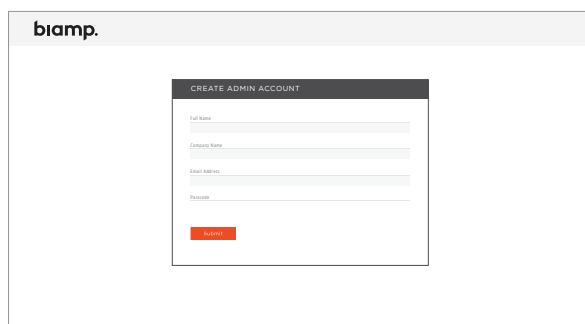 biamp.
CREATE ADMIN ACCOUNT
Full Name
Company Name
Email Address
Passcode
Submit